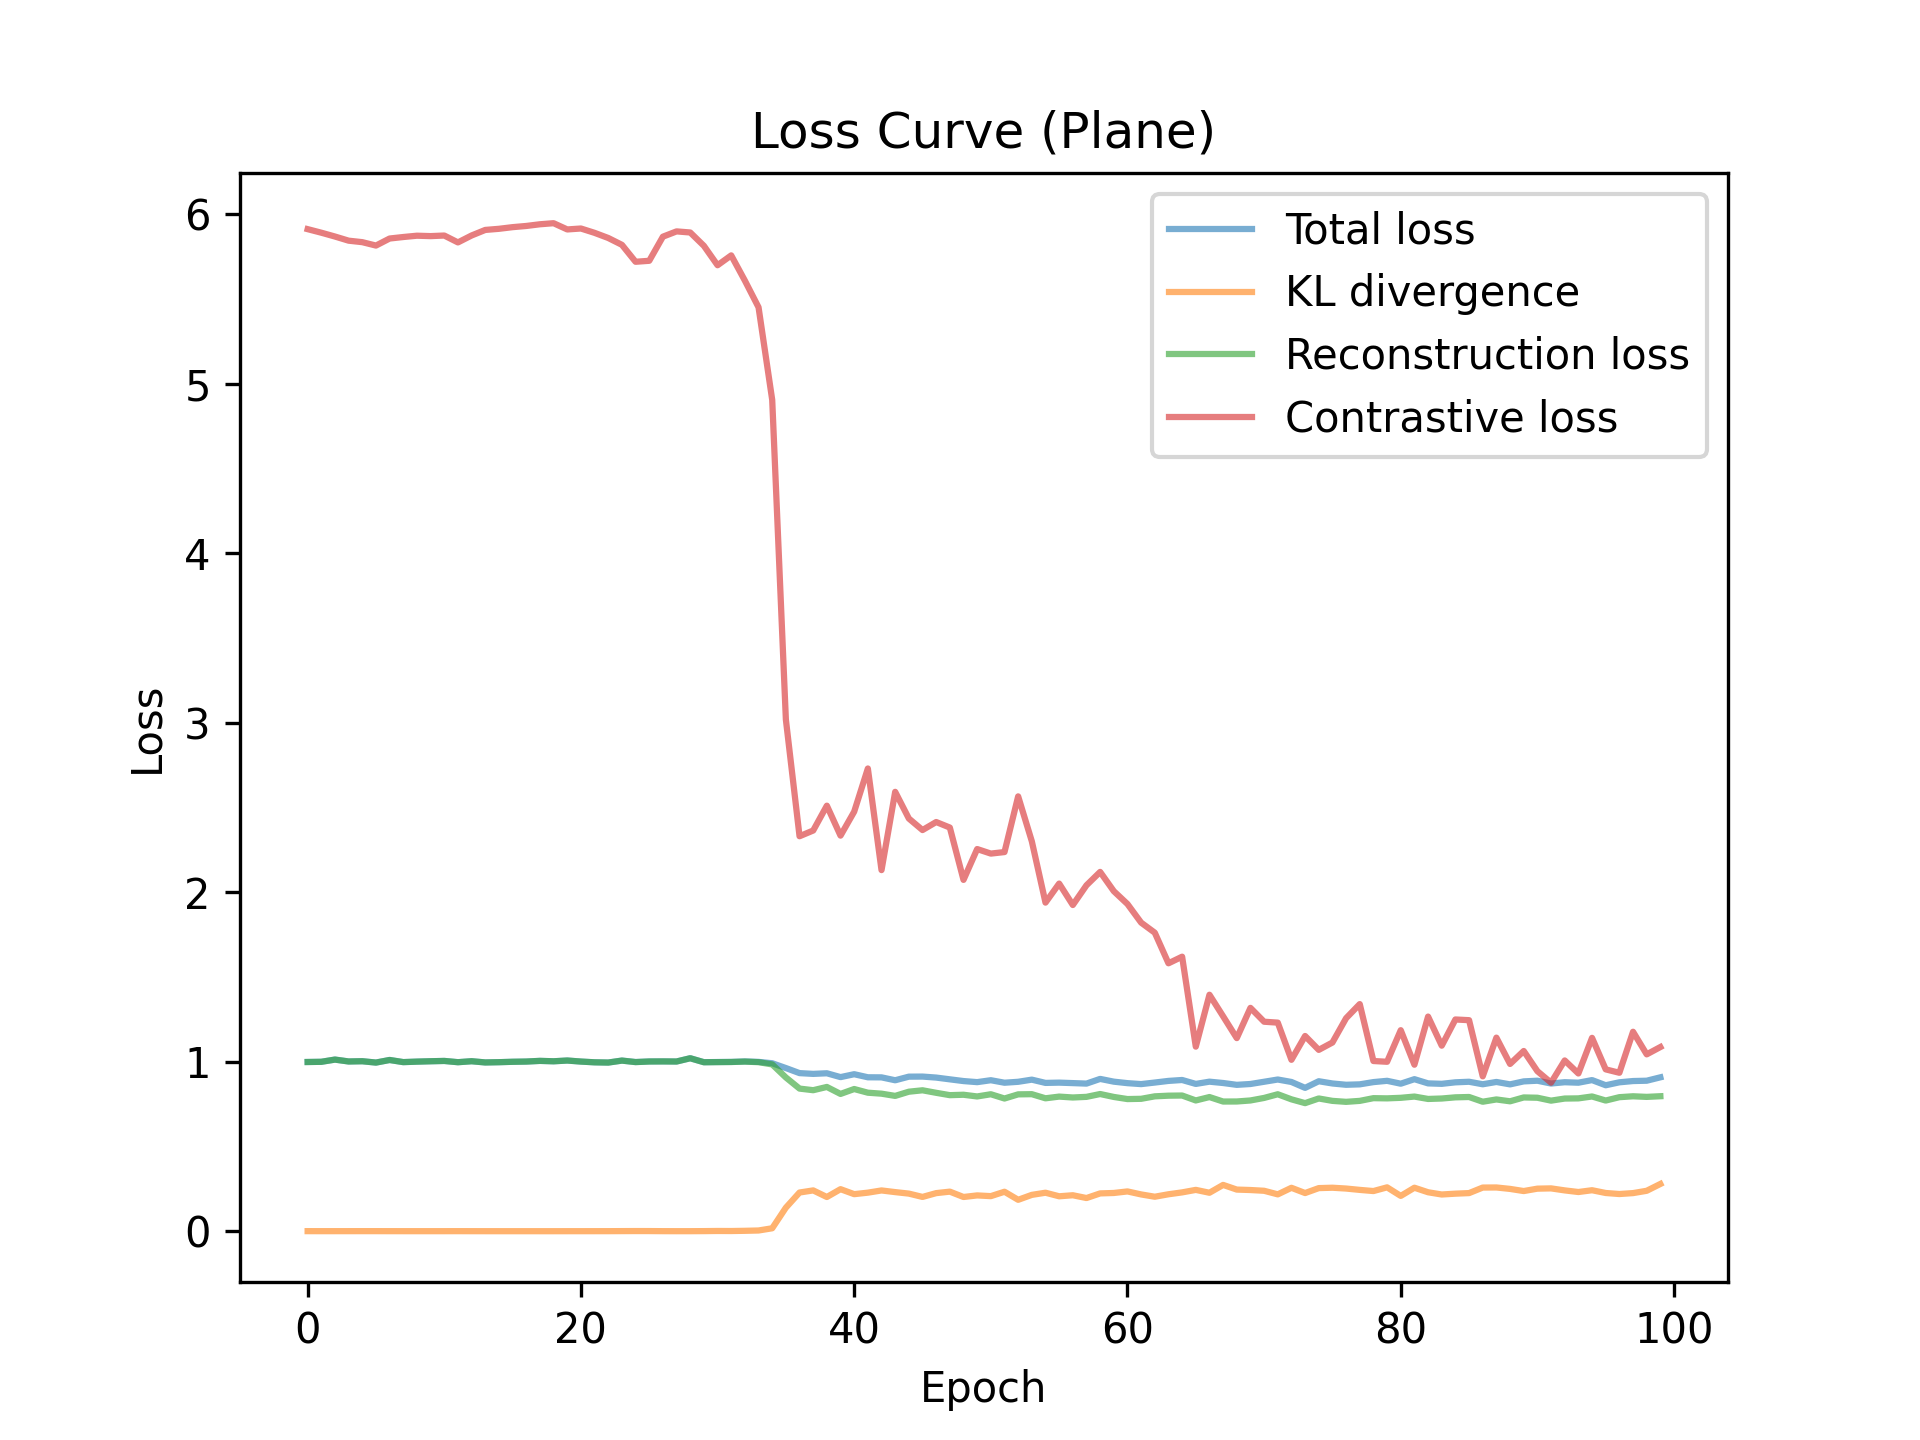 Loss Curve (Plane)
Total loss
KL divergence
Reconstruction loss
Contrastive loss
6
5
4
3
2
1
0
Loss
0 20 40 60 80 100
Epoch